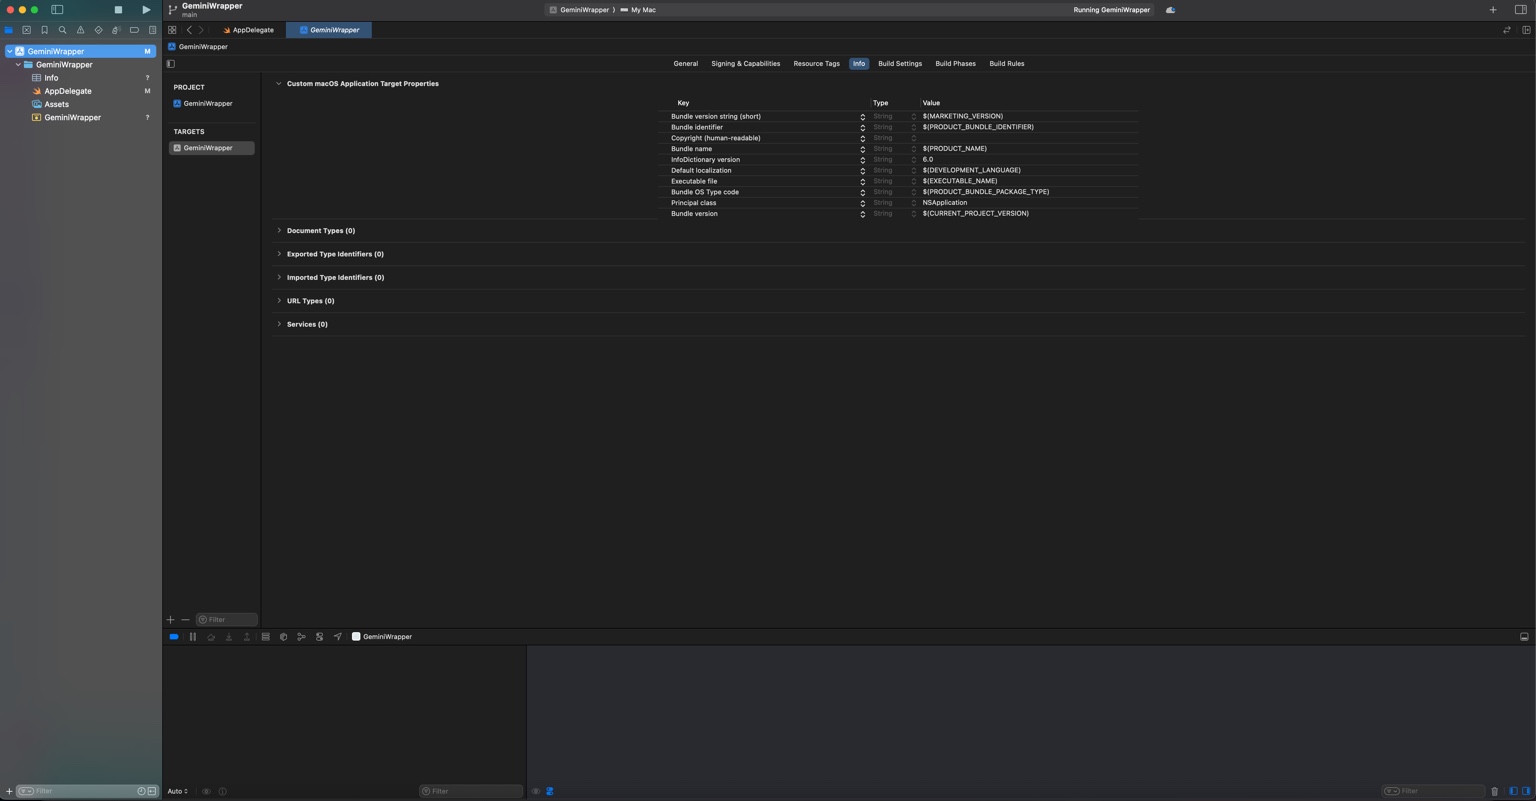 GeminiWrapper
main
GeminiWrapper
My Mac
Running GeminiWrapper
AppDelegate
GeminiWrapper
GeminiWrapper M
GeminiWrapper
Info ?
AppDelegate M
Assets
GeminiWrapper ?
GeminiWrapper
General
Signing & Capabilities
Resource Tags
Info
Build Settings
Build Phases
Build Rules
PROJECT
GeminiWrapper
TARGETS
GeminiWrapper
Custom macOS Application Target Properties
Key Type Value
Bundle version string (short) String $(MARKETING_VERSION)
Bundle identifier String $(PRODUCT_BUNDLE_IDENTIFIER)
Copyright (human-readable) String
Bundle name String $(PRODUCT_NAME)
InfoDictionary version String 6.0
Default localization String $(DEVELOPMENT_LANGUAGE)
Executable file String $(EXECUTABLE_NAME)
Bundle OS Type code String $(PRODUCT_BUNDLE_PACKAGE_TYPE)
Principal class String NSApplication
Bundle version String $(CURRENT_PROJECT_VERSION)
Document Types (0)
Exported Type Identifiers (0)
Imported Type Identifiers (0)
URL Types (0)
Services (0)
Filter
GeminiWrapper
Filter
Auto
Filter
Filter